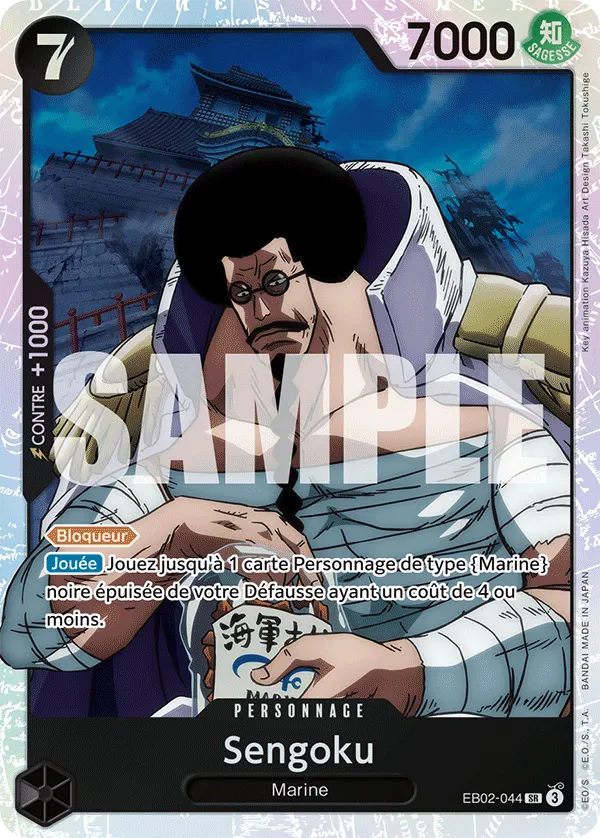 7
7000
知
SAGESSE
Key animation Kazuya Hisada Art Design Takashi Tokushige
CONTRE +1000
SAMPLE
Bloqueur
Jouée Jouez jusqu'à 1 carte Personnage de type {Marine}
noire épuisée de votre Défausse ayant un coût de 4 ou
moins.
海軍
MARIN
PERSONNAGE
Sengoku
Marine
EB02-044 SR 3
©EO/S ©E.O./S., T.A. BANDAI MADE IN JAPAN